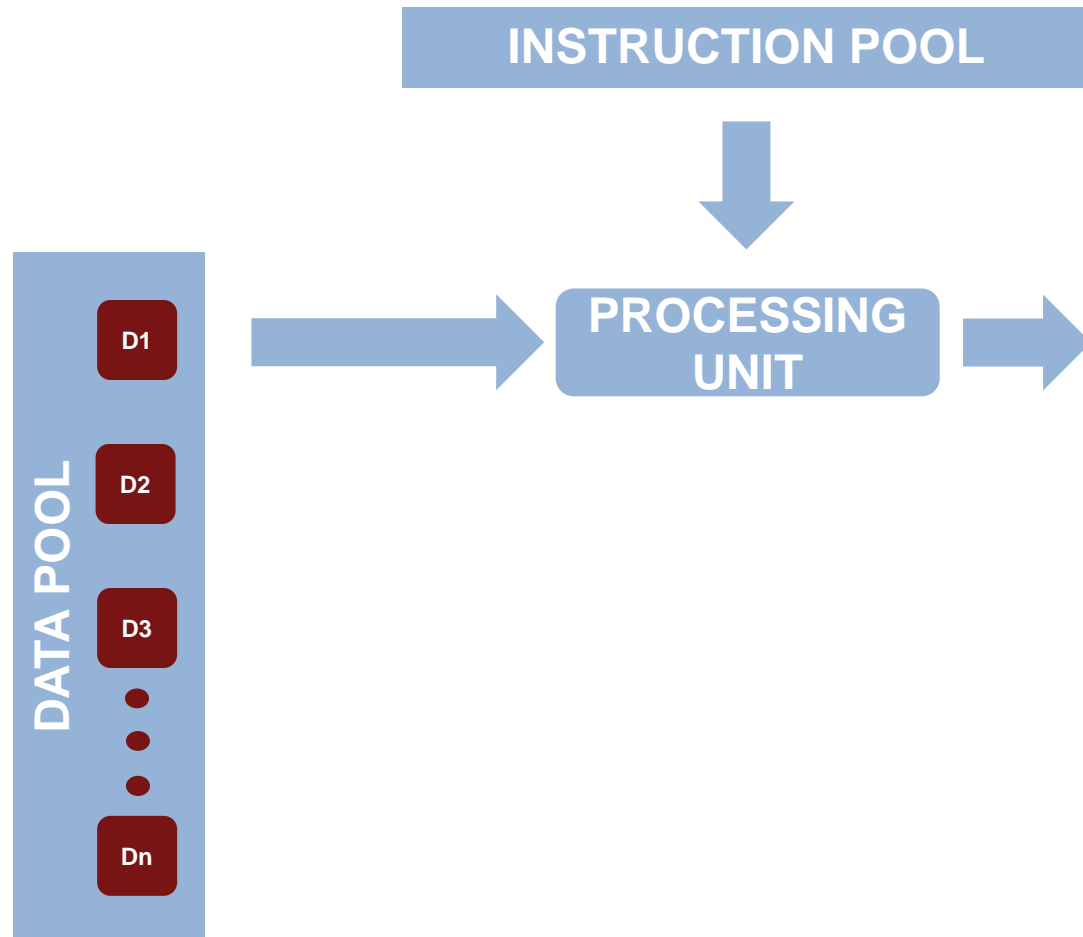 INSTRUCTION POOL
PROCESSING
UNIT
DATA POOL
D1
D2
D3
Dn